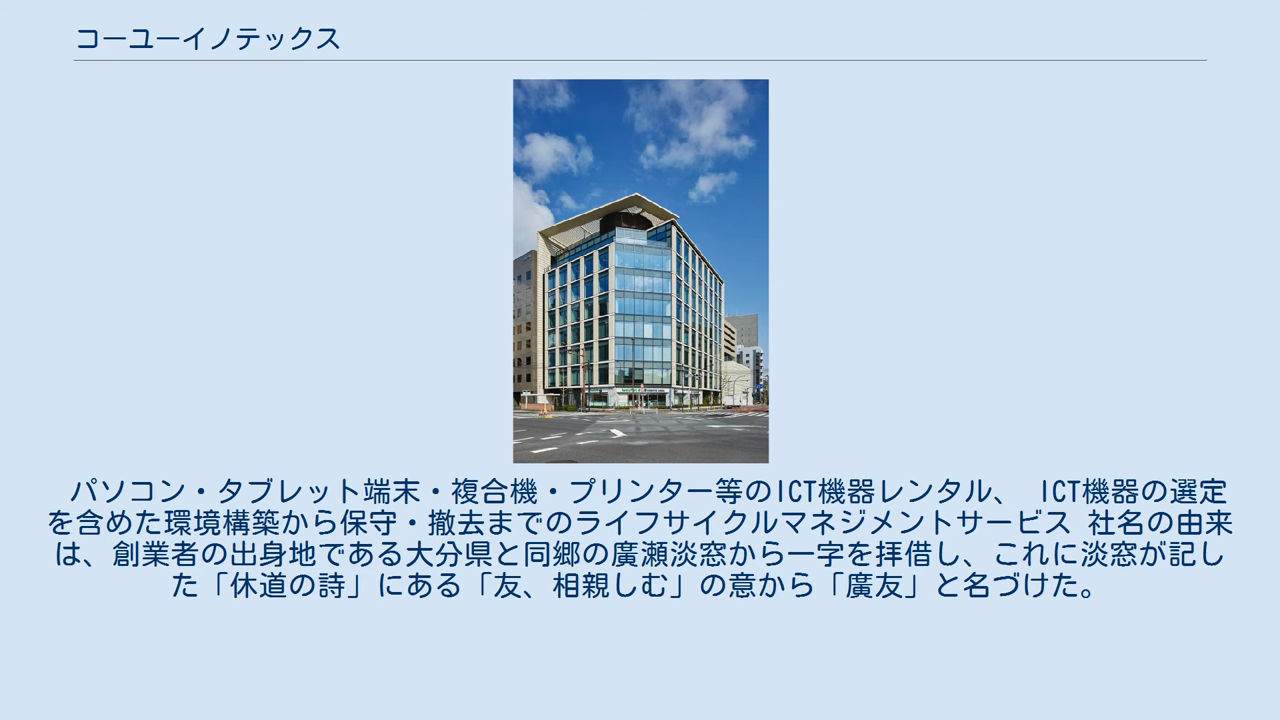 コーユーイノテックス
パソコン・タブレット端末・複合機・プリンター等のICT機器レンタル、 ICT機器の選定
を含めた環境構築から保守・撤去までのライフサイクルマネジメントサービス 社名の由来
は、創業者の出身地である大分県と同郷の廣瀬淡窓から一字を拝借し、これに淡窓が記し
た「休道の詩」にある「友、相親しむ」の意から「廣友」と名づけた。